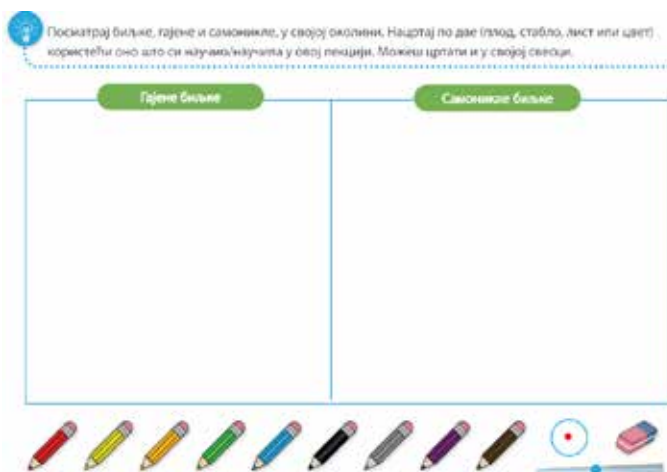 Посматрај биљке, гајене и самоникле, у својој околини. Нацртај по две (плод, стабло, лист или цвет)
користећи оно што си научио/научила у овој лекцији. Можеш цртати и у својој свесци.
Гајене биљке
Самоникле биљке